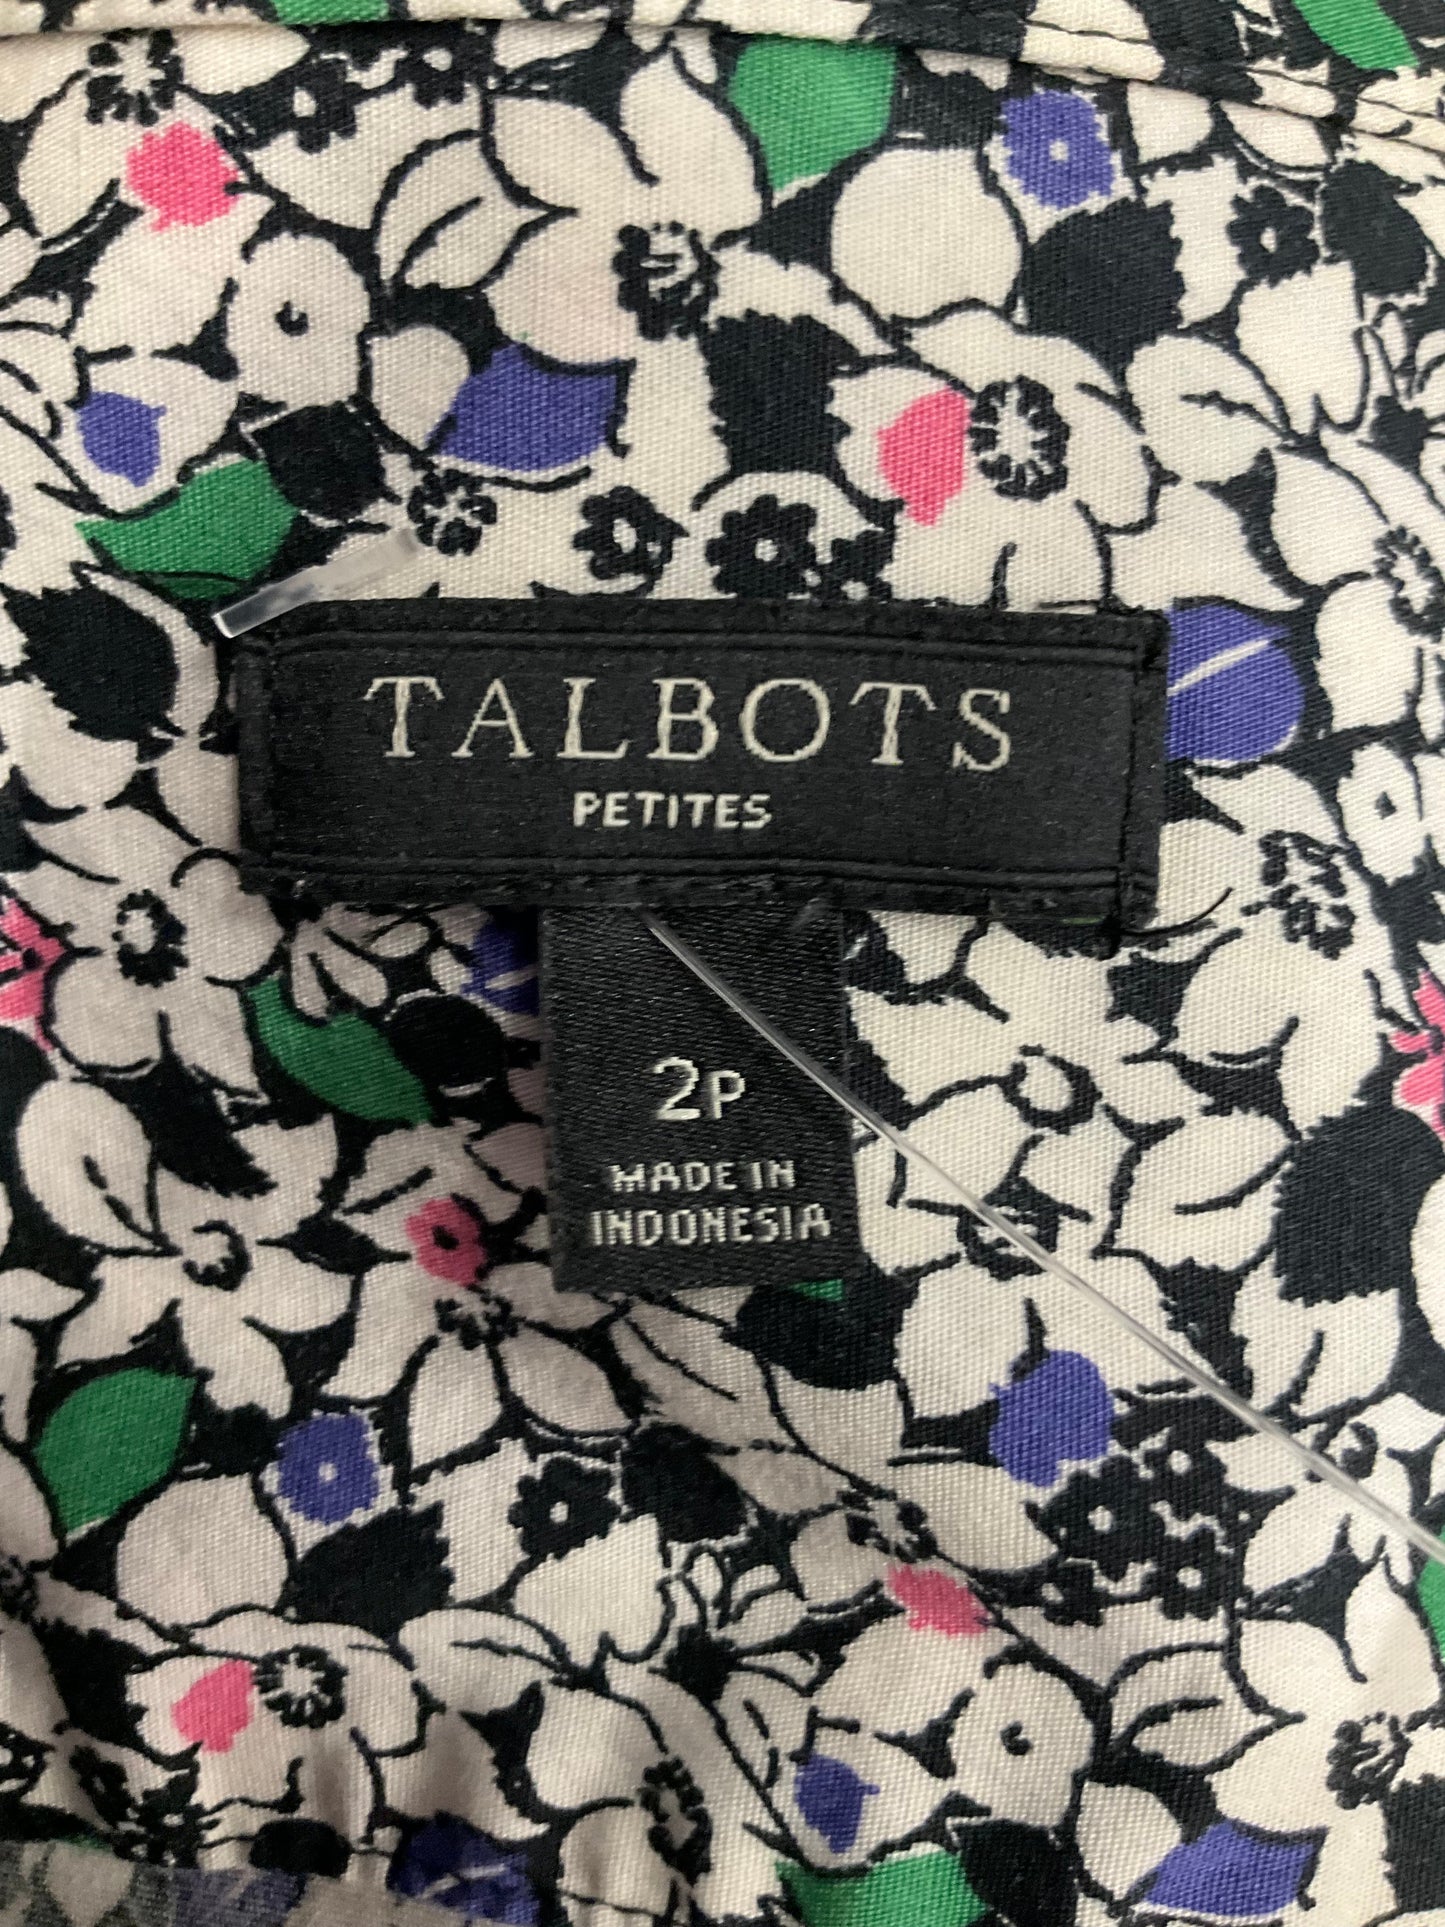 TALBOTS
PETITES
2P
MADE IN
INDONESIA